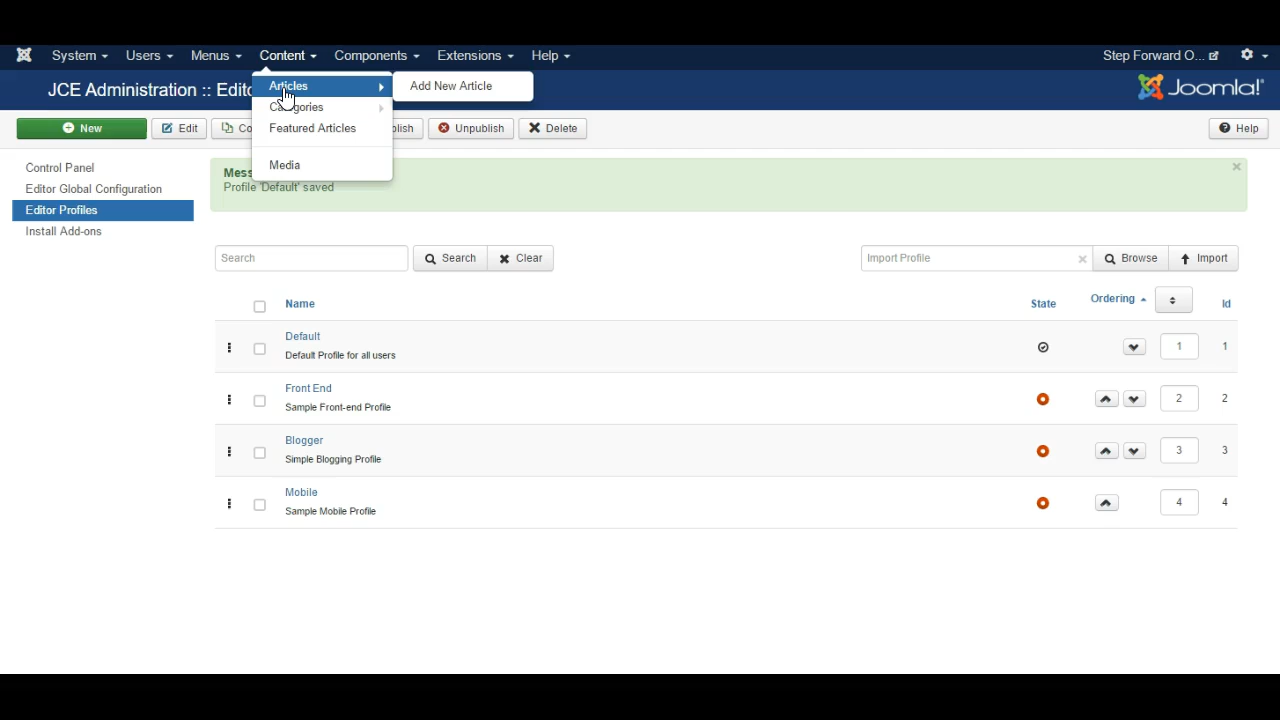 System Users Menus Content Components Extensions Help Step Forward O...
JCE Administration :: Joomla!®
Articles Add New Article
Categories
Featured Articles
Media
New Edit Unpublish Delete Help
Control Panel
Editor Global Configuration
Editor Profiles
Install Add-ons
Profile 'Default' saved
Search Search Clear Import Profile Browse Import
Name State Ordering Id
Default 1 1
Default Profile for all users
Front End 2 2
Sample Front-end Profile
Blogger 3 3
Simple Blogging Profile
Mobile 4 4
Sample Mobile Profile